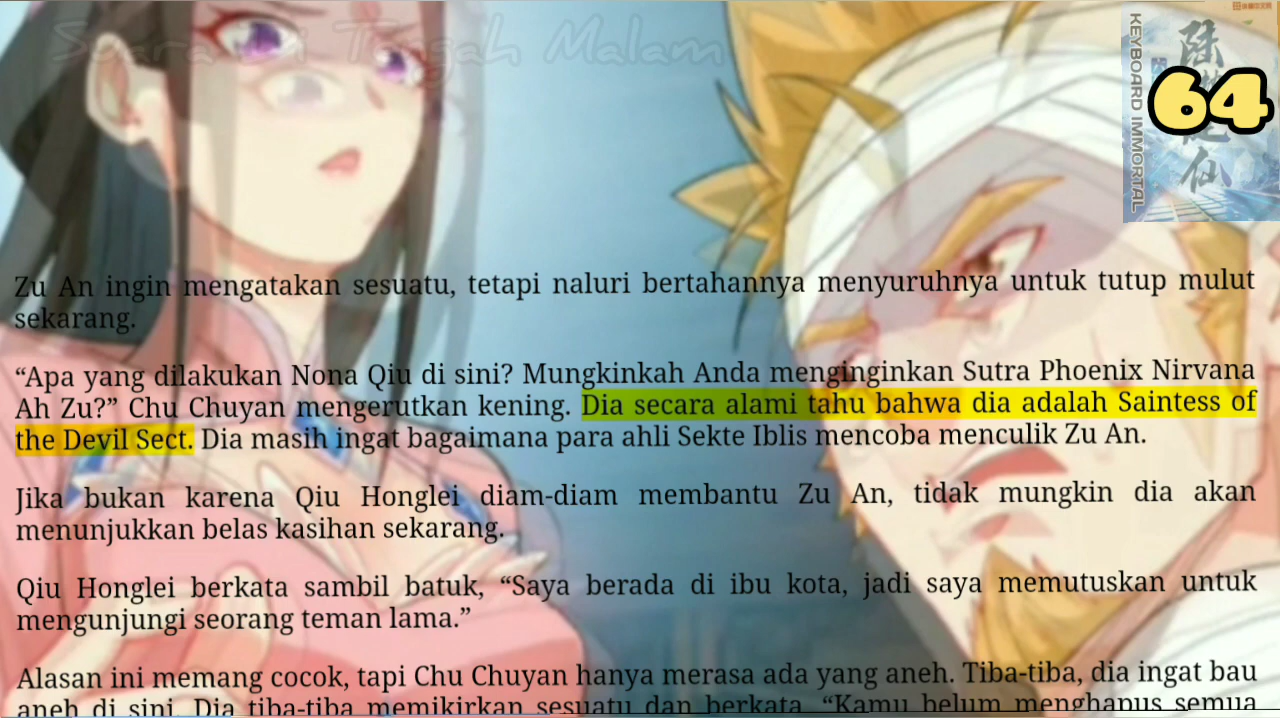 Suara Di Tengah Malam
KEYBOARD IMMORTAL
64
Zu An ingin mengatakan sesuatu, tetapi naluri bertahannya menyuruhnya untuk tutup mulut
sekarang.
“Apa yang dilakukan Nona Qiu di sini? Mungkinkah Anda menginginkan Sutra Phoenix Nirvana
Ah Zu?” Chu Chuyan mengerutkan kening. Dia secara alami tahu bahwa dia adalah Saintess of
the Devil Sect. Dia masih ingat bagaimana para ahli Sekte Iblis mencoba menculik Zu An.
Jika bukan karena Qiu Honglei diam-diam membantu Zu An, tidak mungkin dia akan
menunjukkan belas kasihan sekarang.
Qiu Honglei berkata sambil batuk, “Saya berada di ibu kota, jadi saya memutuskan untuk
mengunjungi seorang teman lama.”
Alasan ini memang cocok, tapi Chu Chuyan hanya merasa ada yang aneh. Tiba-tiba, dia ingat bau
aneh di sini. Dia tiba-tiba memikirkan sesuatu dan berkata, “Kamu belum menghapus semua